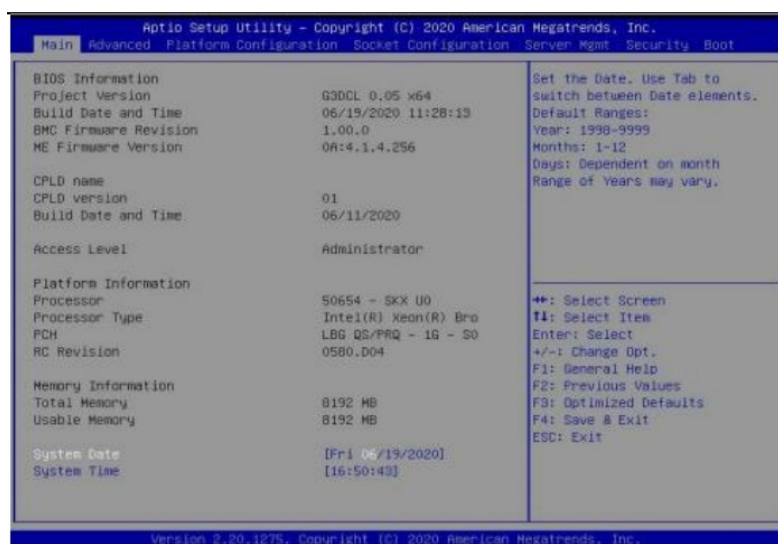 Aptio Setup Utility - Copyright (C) 2020 American Megatrends, Inc.
Main Advanced Platform Configuration Socket Configuration Server Mgmt Security Boot
BIOS Information
Project Version G3DCL 0.05 x64
Build Date and Time 06/19/2020 11:28:13
BMC Firmware Revision 1.00.0
ME Firmware Version 0A:4.1.4.256
CPLD name
CPLD version 01
Build Date and Time 06/11/2020
Access Level Administrator
Platform Information
Processor 50654 - SKX U0
Processor Type Intel(R) Xeon(R) Bro
PCH LBG QS/PRQ - 1G - S0
RC Revision 0580.D04
Memory Information
Total Memory 8192 MB
Usable Memory 8192 MB
System Date [Fri 06/19/2020]
System Time [16:50:43]
Set the Date. Use Tab to
switch between Date elements.
Default Ranges:
Year: 1998-9999
Months: 1-12
Days: Dependent on month
Range of Years may vary.
→←: Select Screen
↑↓: Select Item
Enter: Select
+/-: Change Opt.
F1: General Help
F2: Previous Values
F3: Optimized Defaults
F4: Save & Exit
ESC: Exit
Version 2.20.1275. Copyright (C) 2020 American Megatrends, Inc.